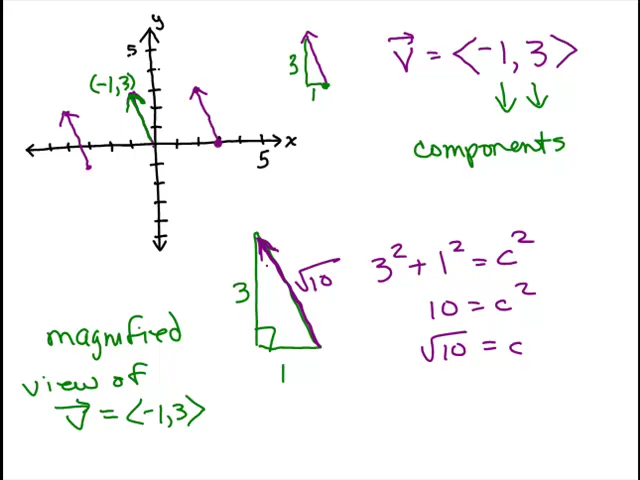 y
5
(-1,3)
x
5
3
1
v⃗ = <-1, 3>
components
3
1
√10
3² + 1² = c²
10 = c²
√10 = c
magnified
view of
v⃗ = <-1,3>